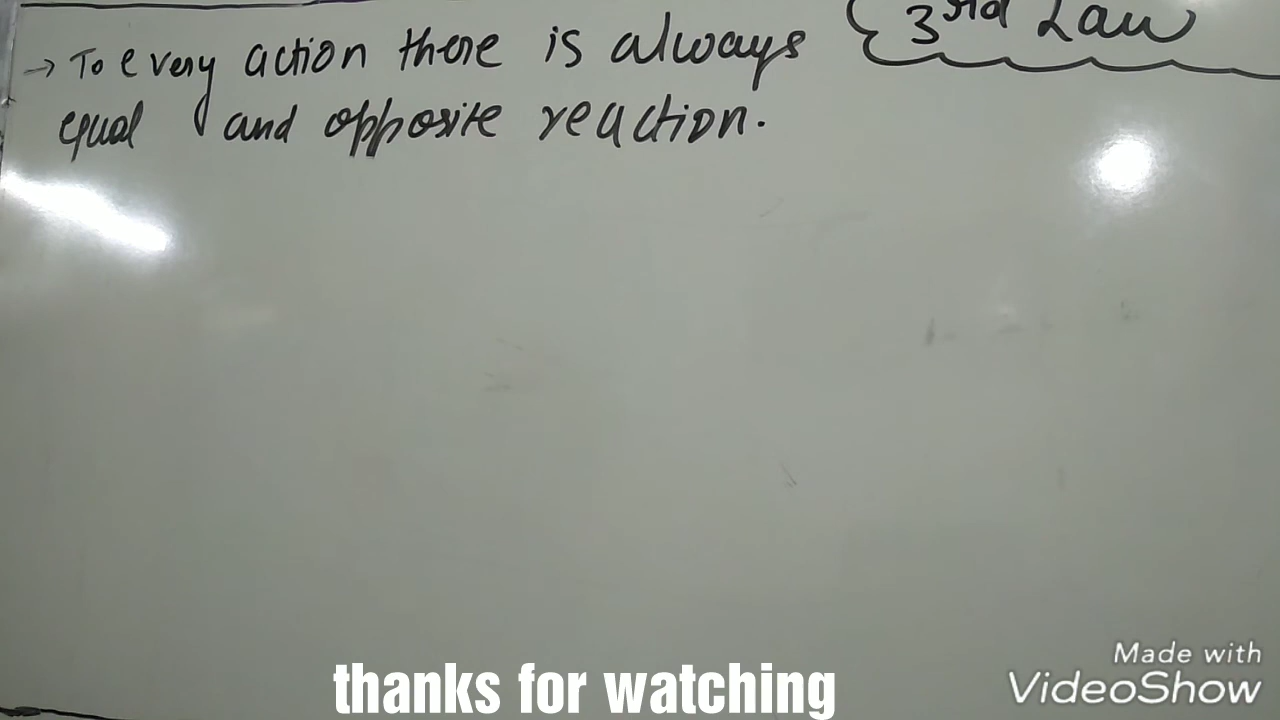 3rd Law
→ To every action there is always
equal and opposite reaction.
thanks for watching
Made with
VideoShow